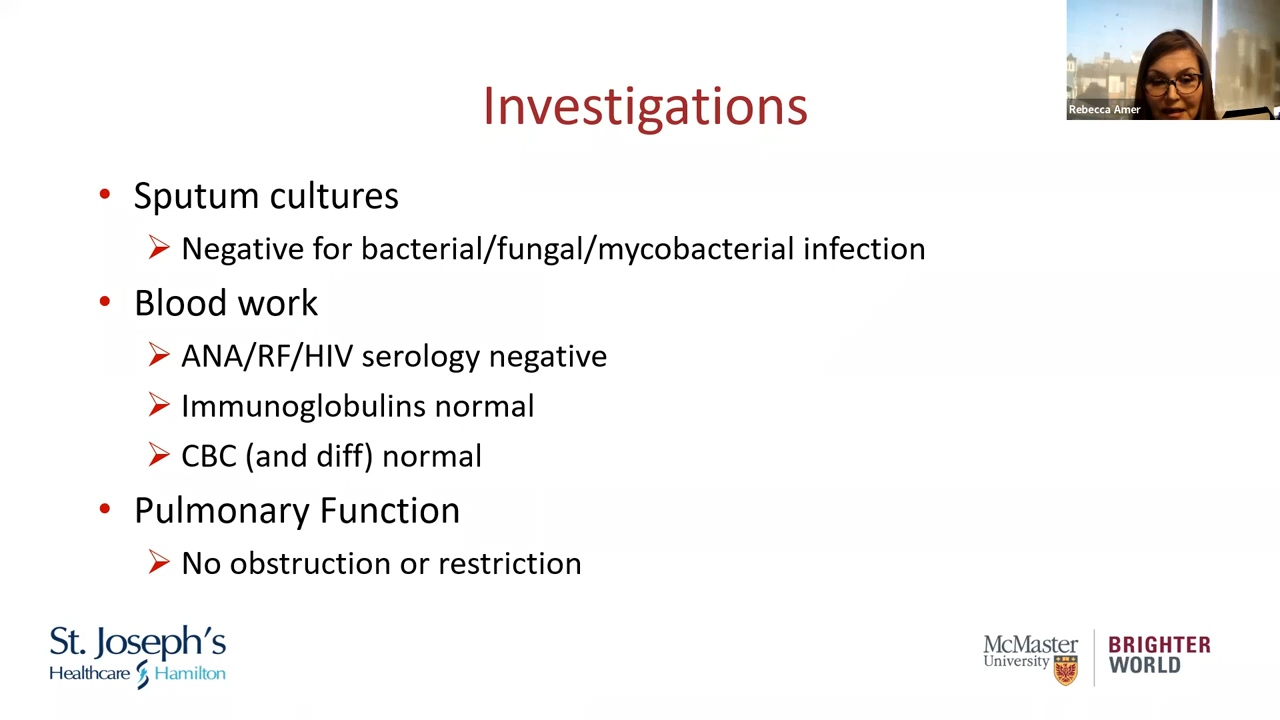 Investigations
Rebecca Amer
• Sputum cultures
➢ Negative for bacterial/fungal/mycobacterial infection
• Blood work
➢ ANA/RF/HIV serology negative
➢ Immunoglobulins normal
➢ CBC (and diff) normal
• Pulmonary Function
➢ No obstruction or restriction
St. Joseph's
Healthcare Hamilton
McMaster
University
BRIGHTER
WORLD